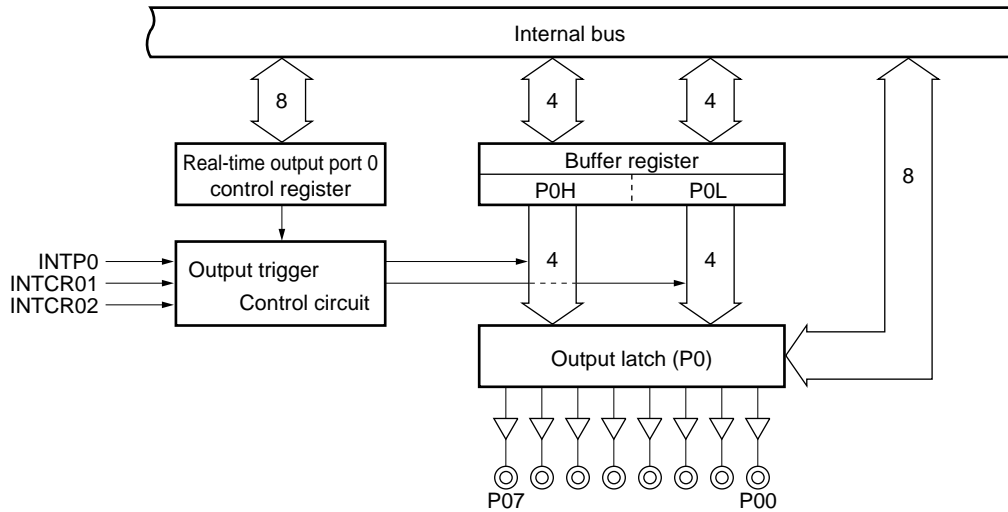 Internal bus
8
4
4
8
Real-time output port 0
control register
Buffer register
P0H
P0L
INTP0
INTCR01
INTCR02
Output trigger
Control circuit
4
4
Output latch (P0)
P07
P00